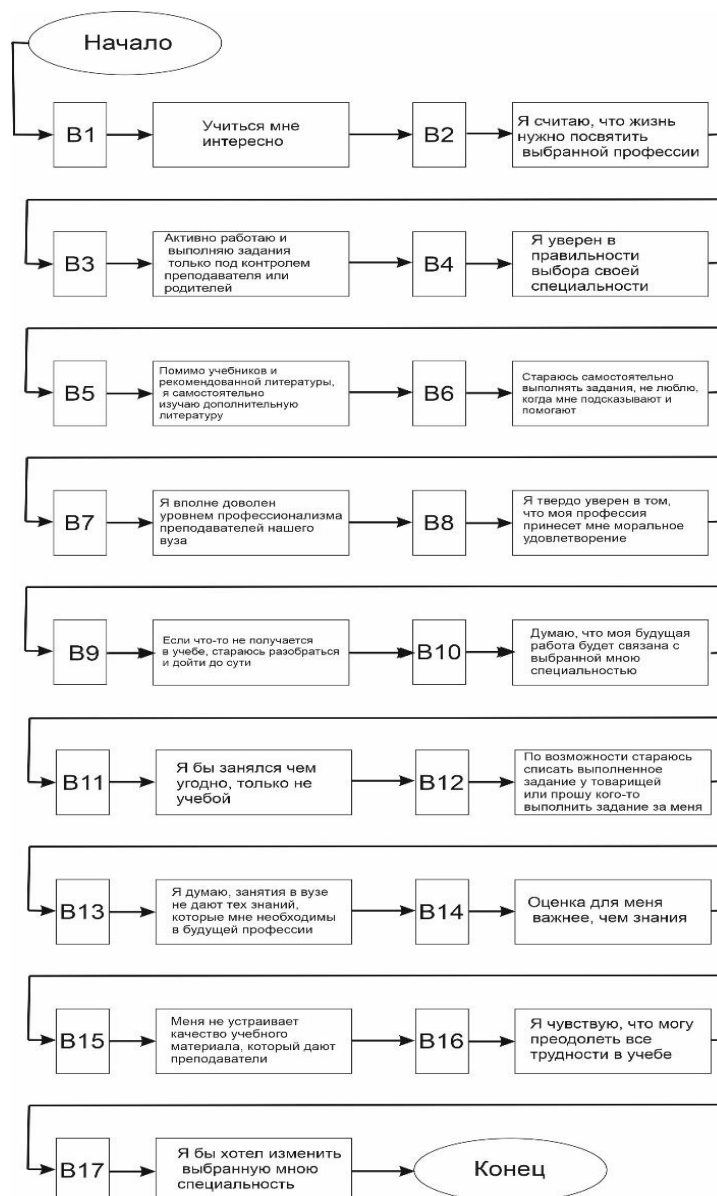 Начало
В1
Учиться мне
интересно
В2
Я считаю, что жизнь
нужно посвятить
выбранной профессии
В3
Активно работаю и
выполняю задания
только под контролем
преподавателя или
родителей
В4
Я уверен в
правильности
выбора своей
специальности
В5
Помимо учебников и
рекомендованной литературы,
я самостоятельно
изучаю дополнительную
литературу
В6
Стараюсь самостоятельно
выполнять задания, не люблю,
когда мне подсказывают и
помогают
В7
Я вполне доволен
уровнем профессионализма
преподавателей нашего
вуза
В8
Я твердо уверен в том,
что моя профессия
принесет мне моральное
удовлетворение
В9
Если что-то не получается
в учебе, стараюсь разобраться
и дойти до сути
В10
Думаю, что моя будущая
работа будет связана с
выбранной мною
специальностью
В11
Я бы занялся чем
угодно, только не
учебой
В12
По возможности стараюсь
списать выполненное
задание у товарищей
или прошу кого-то
выполнить задание за меня
В13
Я думаю, занятия в вузе
не дают тех знаний,
которые мне необходимы
в будущей профессии
В14
Оценка для меня
важнее, чем знания
В15
Меня не устраивает
качество учебного
материала, который дают
преподаватели
В16
Я чувствую, что могу
преодолеть все
трудности в учебе
В17
Я бы хотел изменить
выбранную мною
специальность
Конец